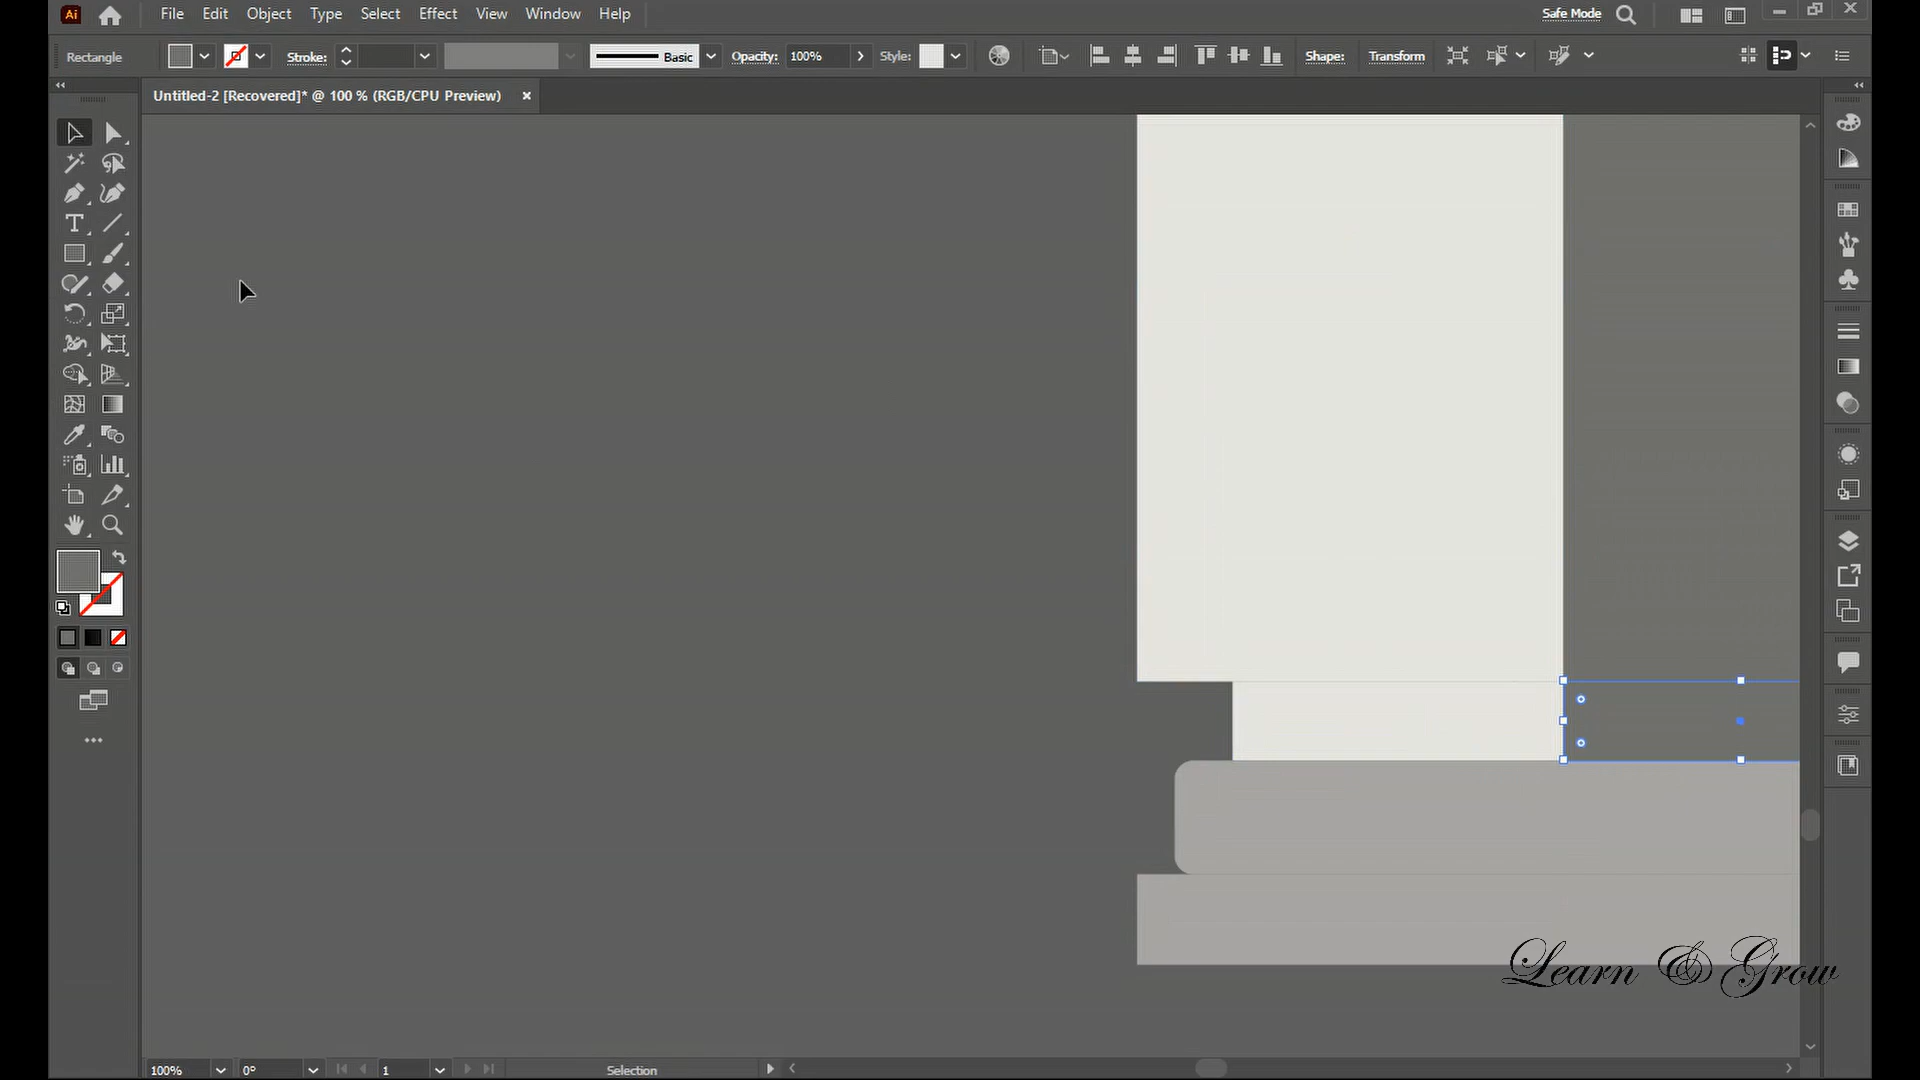 Ai File Edit Object Type Select Effect View Window Help Safe Mode
Rectangle Stroke: Basic Opacity: 100% Style: Shape: Transform
Untitled-2 [Recovered]* @ 100 % (RGB/CPU Preview) ×
T
Learn & Grow
100% 0° 1 Selection